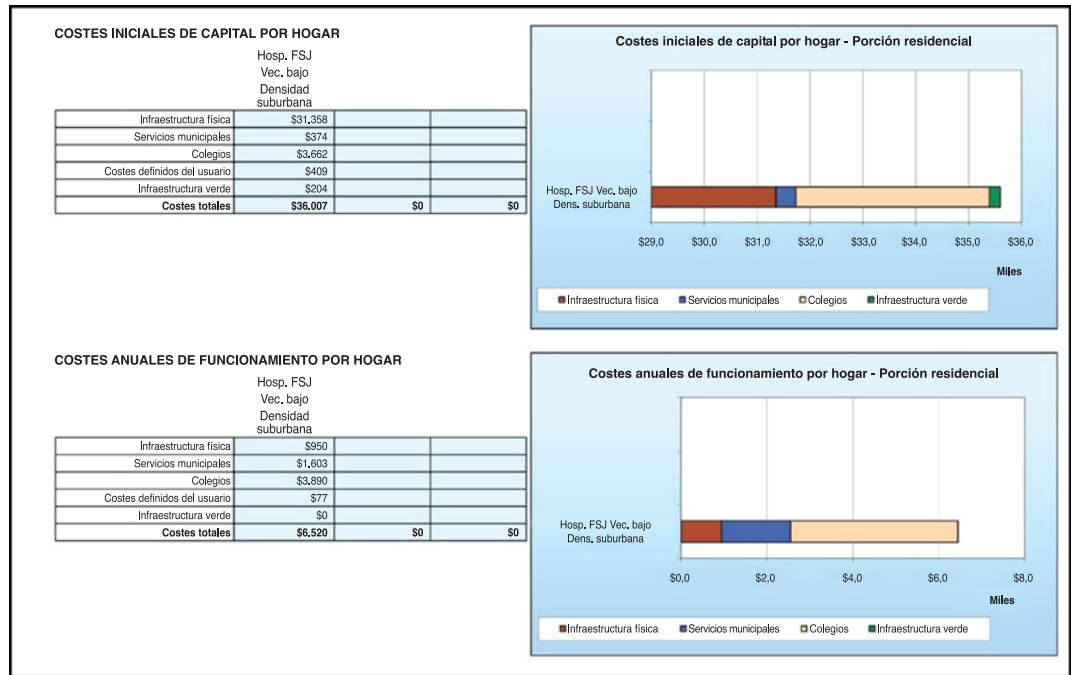 COSTES INICIALES DE CAPITAL POR HOGAR
Hosp. FSJ
Vec. bajo
Densidad
suburbana
Infraestructura física $31.358
Servicios municipales $374
Colegios $3.662
Costes definidos del usuario $409
Infraestructura verde $204
Costes totales $36.007 $0 $0
Costes iniciales de capital por hogar - Porción residencial
Hosp. FSJ Vec. bajo
Dens. suburbana
$29,0 $30,0 $31,0 $32,0 $33,0 $34,0 $35,0 $36,0
Miles
Infraestructura física Servicios municipales Colegios Infraestructura verde
COSTES ANUALES DE FUNCIONAMIENTO POR HOGAR
Hosp. FSJ
Vec. bajo
Densidad
suburbana
Infraestructura física $950
Servicios municipales $1.603
Colegios $3.890
Costes definidos del usuario $77
Infraestructura verde $0
Costes totales $6.520 $0 $0
Costes anuales de funcionamiento por hogar - Porción residencial
Hosp. FSJ Vec. bajo
Dens. suburbana
$0,0 $2,0 $4,0 $6,0 $8,0
Miles
Infraestructura física Servicios municipales Colegios Infraestructura verde